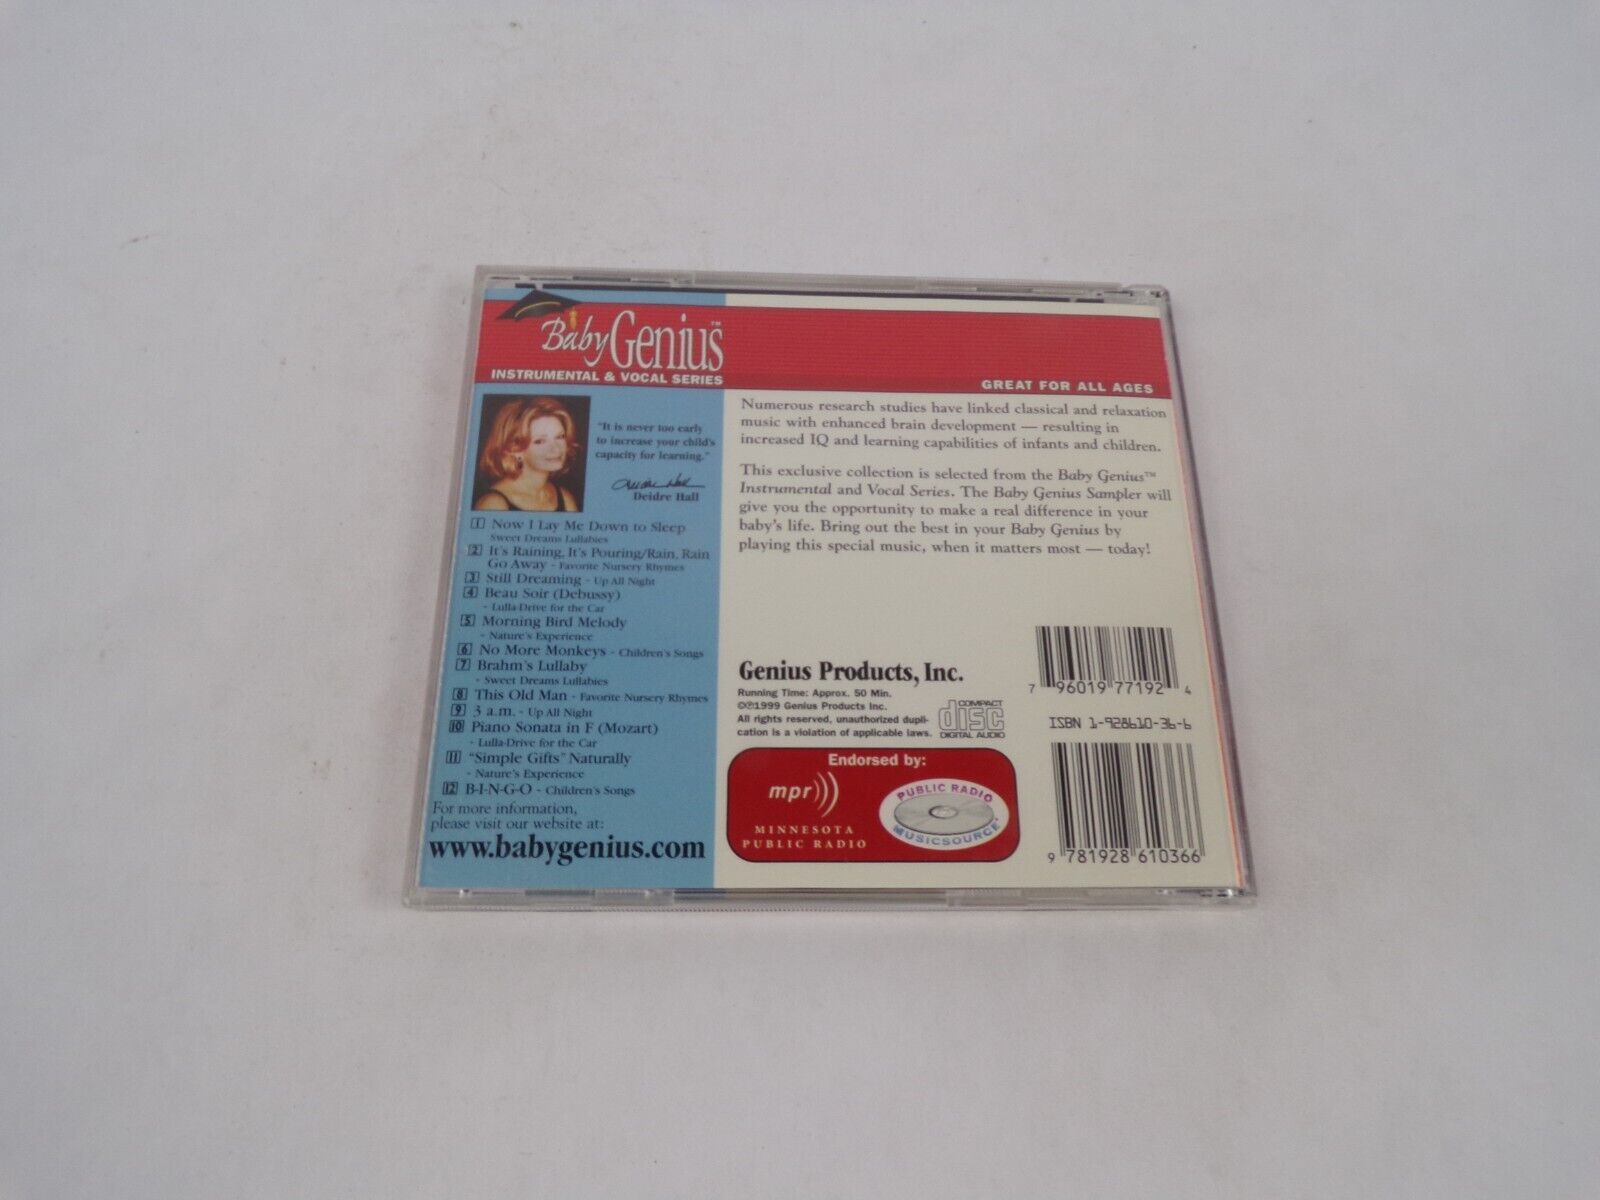 Baby Genius™
INSTRUMENTAL & VOCAL SERIES
GREAT FOR ALL AGES
"It is never too early
to increase your child's
capacity for learning."
Deidre Hall
Deidre Hall
1 Now I Lay Me Down to Sleep
Sweet Dreams Lullabies
2 It's Raining, It's Pouring/Rain, Rain
Go Away - Favorite Nursery Rhymes
3 Still Dreaming - Up All Night
4 Beau Soir (Debussy)
- Lulla-Drive for the Car
5 Morning Bird Melody
- Nature's Experience
6 No More Monkeys - Children's Songs
7 Brahm's Lullaby
- Sweet Dreams Lullabies
8 This Old Man - Favorite Nursery Rhymes
9 3 a.m. - Up All Night
10 Piano Sonata in F (Mozart)
- Lulla-Drive for the Car
11 "Simple Gifts" Naturally
- Nature's Experience
12 B-I-N-G-O - Children's Songs
For more information,
please visit our website at:
www.babygenius.com
Numerous research studies have linked classical and relaxation
music with enhanced brain development — resulting in
increased IQ and learning capabilities of infants and children.
This exclusive collection is selected from the Baby Genius™
Instrumental and Vocal Series. The Baby Genius Sampler will
give you the opportunity to make a real difference in your
baby's life. Bring out the best in your Baby Genius by
playing this special music, when it matters most — today!
Genius Products, Inc.
Running Time: Approx. 50 Min.
©℗1999 Genius Products Inc.
All rights reserved, unauthorized dupli-
cation is a violation of applicable laws.
COMPACT
disc
DIGITAL AUDIO
Endorsed by:
mpr
MINNESOTA
PUBLIC RADIO
PUBLIC RADIO
MUSICSOURCE
7 96019 77192 4
ISBN 1-928610-36-6
9 781928 610366